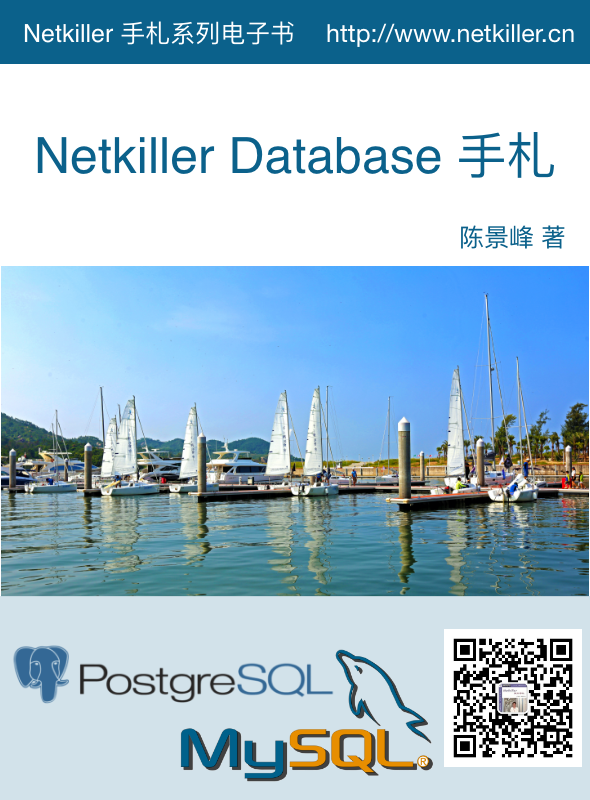 Netkiller 手札系列电子书 http://www.netkiller.cn
Netkiller Database 手札
陈景峰 著
PostgreSQL
MySQL®